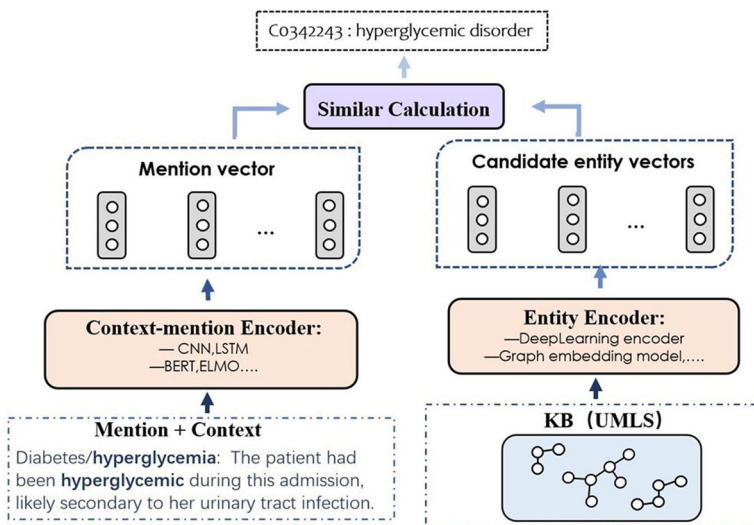 C0342243 : hyperglycemic disorder
Similar Calculation
Mention vector
...
Candidate entity vectors
...
Context-mention Encoder:
— CNN,LSTM
—BERT,ELMO....
Entity Encoder:
—DeepLearning encoder
—Graph embedding model,....
Mention + Context
Diabetes/hyperglycemia: The patient had
been hyperglycemic during this admission,
likely secondary to her urinary tract infection.
KB（UMLS）